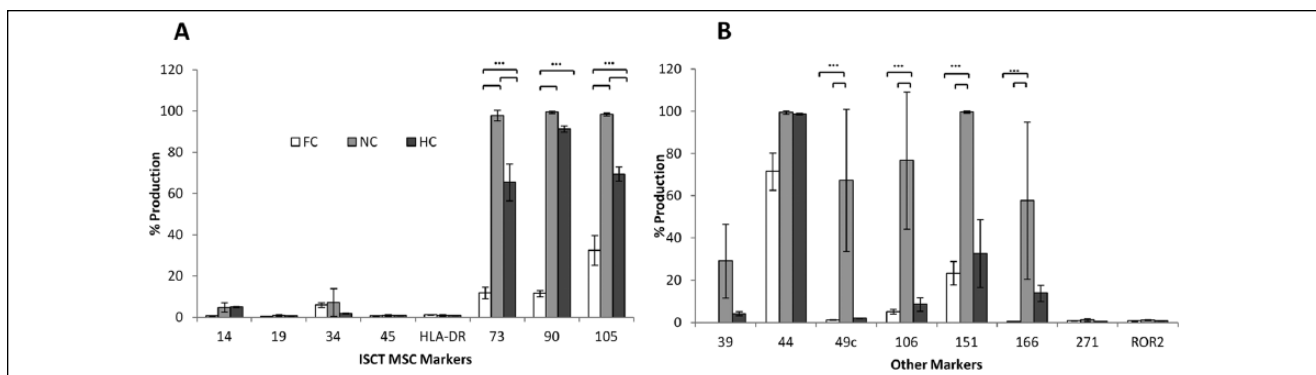 A
120
100
80
60
40
20
0
% Production
FC NC HC
*** *** ***
14 19 34 45 HLA-DR 73 90 105
ISCT MSC Markers
B
120
100
80
60
40
20
0
% Production
*** *** *** ***
39 44 49c 106 151 166 271 ROR2
Other Markers